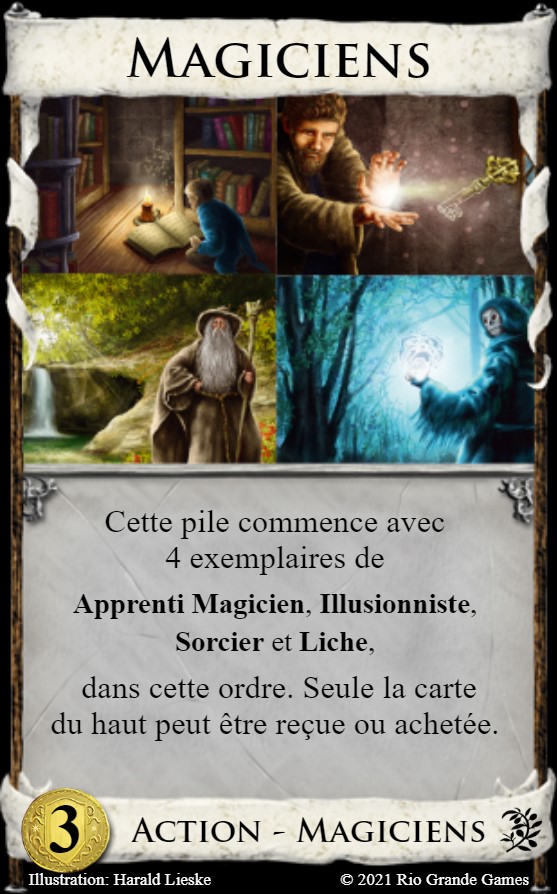 MAGICIENS
Cette pile commence avec
4 exemplaires de
Apprenti Magicien, Illusionniste,
Sorcier et Liche,
dans cette ordre. Seule la carte
du haut peut être reçue ou achetée.
3
ACTION - MAGICIENS
Illustration: Harald Lieske © 2021 Rio Grande Games